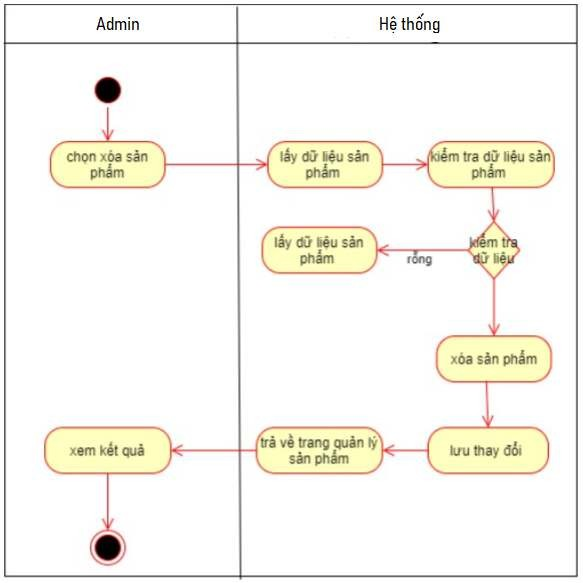 Admin
Hệ thống
chọn xóa sản
phẩm
lấy dữ liệu sản
phẩm
kiểm tra dữ liệu sản
phẩm
lấy dữ liệu sản
phẩm
rỗng
kiểm tra
dữ liệu
xóa sản phẩm
xem kết quả
trả về trang quản lý
sản phẩm
lưu thay đổi